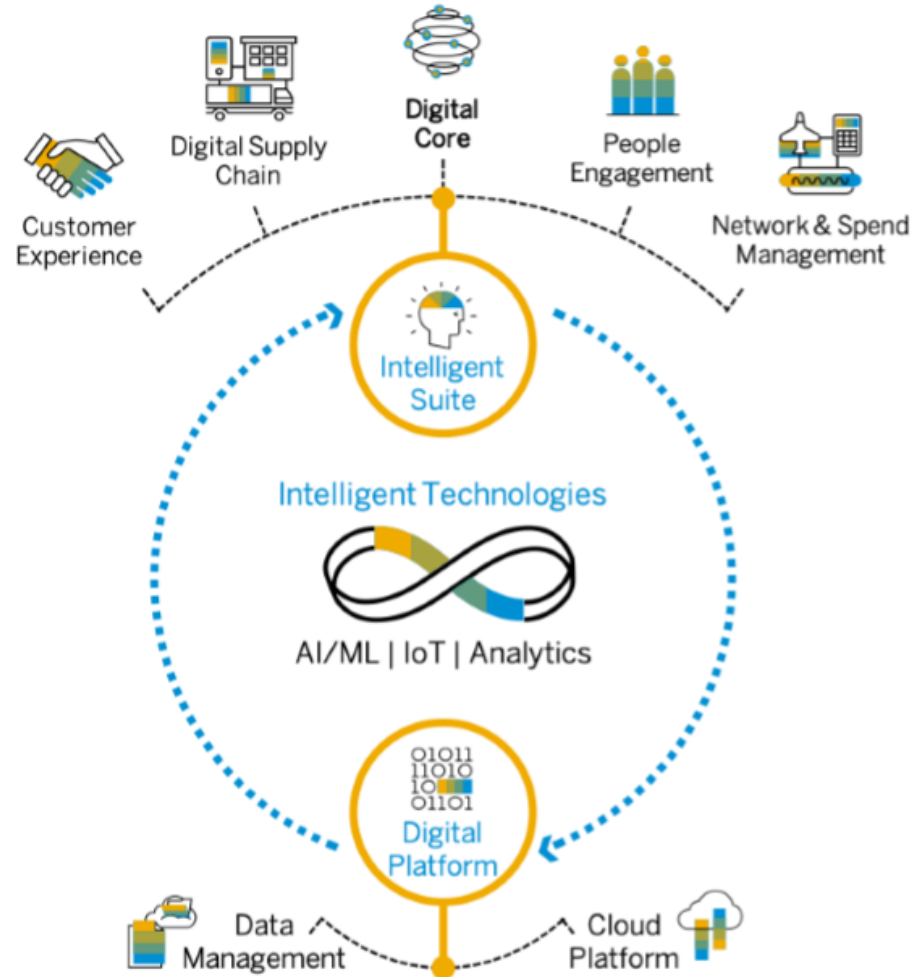 Digital
Core
Digital Supply
Chain
People
Engagement
Customer
Experience
Network & Spend
Management
Intelligent
Suite
Intelligent Technologies
AI/ML | IoT | Analytics
01011
11010
10
01101
Digital
Platform
Data
Management
Cloud
Platform